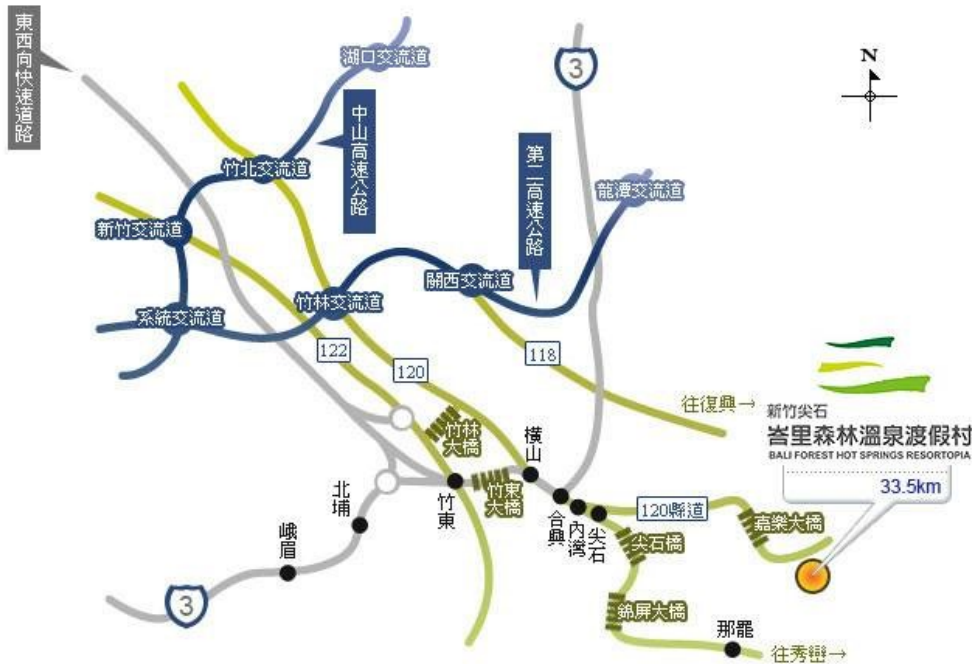 東西向快速道路
湖口交流道
3
N
中山高速公路
竹北交流道
第二高速公路
龍潭交流道
新竹交流道
關西交流道
竹林交流道
系統交流道
122
120
118
往復興→
新竹尖石
峇里森林溫泉渡假村
BALI FOREST HOT SPRINGS RESORTOPIA
33.5km
竹林
大橋
橫山
竹東
大橋
竹東
北埔
峨眉
合興
內灣
尖石
120縣道
嘉樂大橋
尖石橋
錦屏大橋
3
那羅
往秀巒→